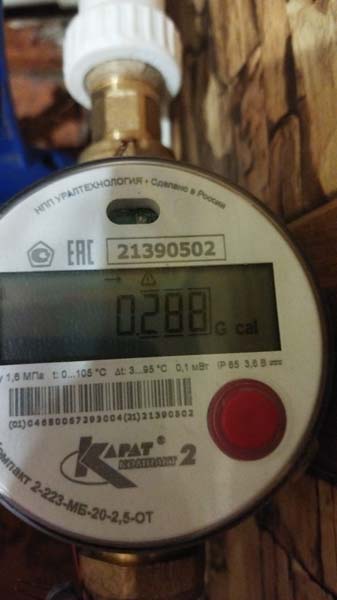 НПП УРАЛТЕХНОЛОГИЯ • Сделано в России
ЕАС 21390502
0.288 G cal
1,6 МПа t: 0...105 °C Δt: 3...95 °C 0,1 мВт IP 65 3,6 В
(01)04680057293004(21)21390502
КАРАТ®
КОМПАКТ 2
Компакт 2-223-МБ-20-2,5-ОТ